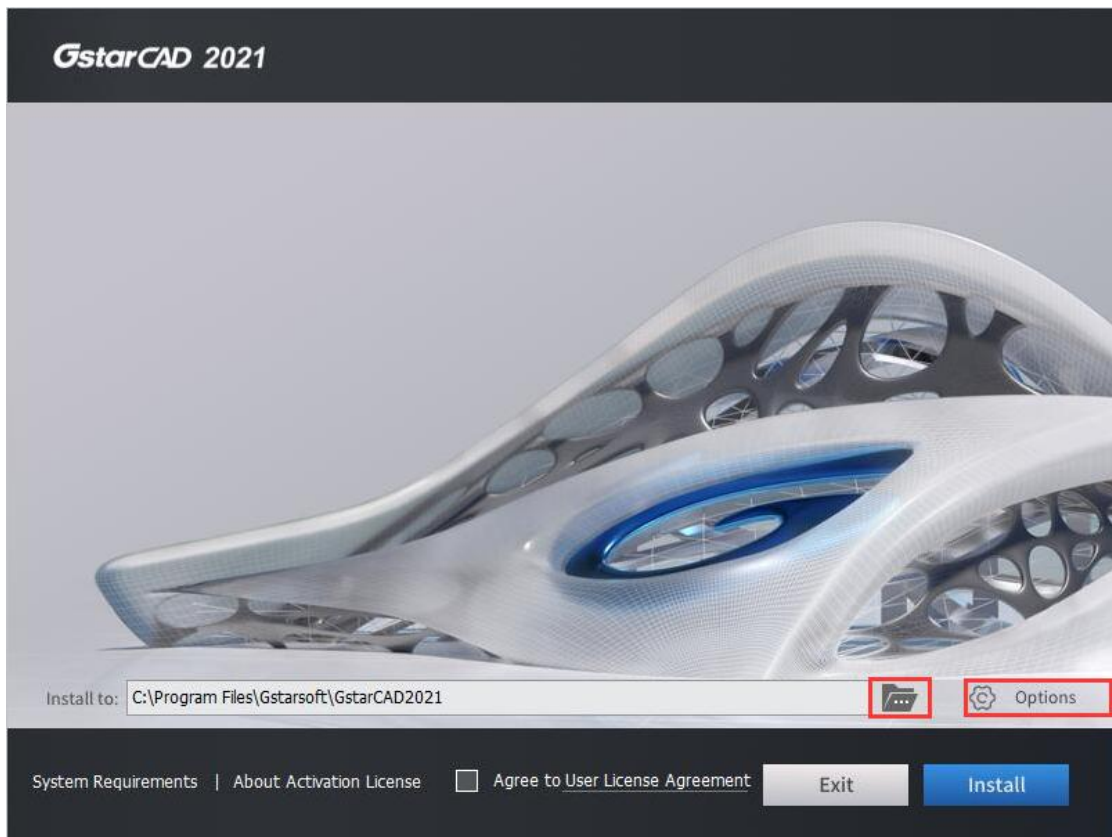 GstarCAD 2021
Install to: C:\Program Files\Gstarsoft\GstarCAD2021 Options
System Requirements | About Activation License Agree to User License Agreement Exit Install